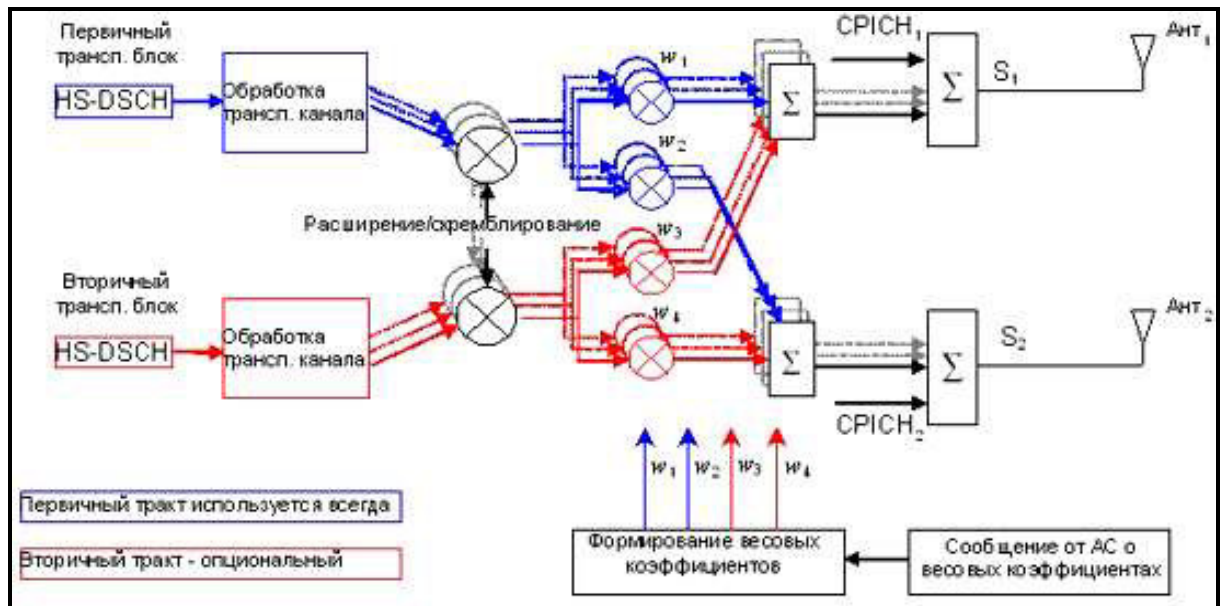 Первичный
трансп. блок
HS-DSCH
Обработка
трансп. канала
w₁
w₂
CPICH₁
Σ
Σ
S₁
Ант₁
Расширение/скремблирование
Вторичный
трансп. блок
HS-DSCH
Обработка
трансп. канала
w₃
w₄
Σ
Σ
S₂
Ант₂
CPICH₂
w₁ w₂ w₃ w₄
Первичный тракт используется всегда
Вторичный тракт - опциональный
Формирование весовых
коэффициентов
Сообщение от АС о
весовых коэффициентах